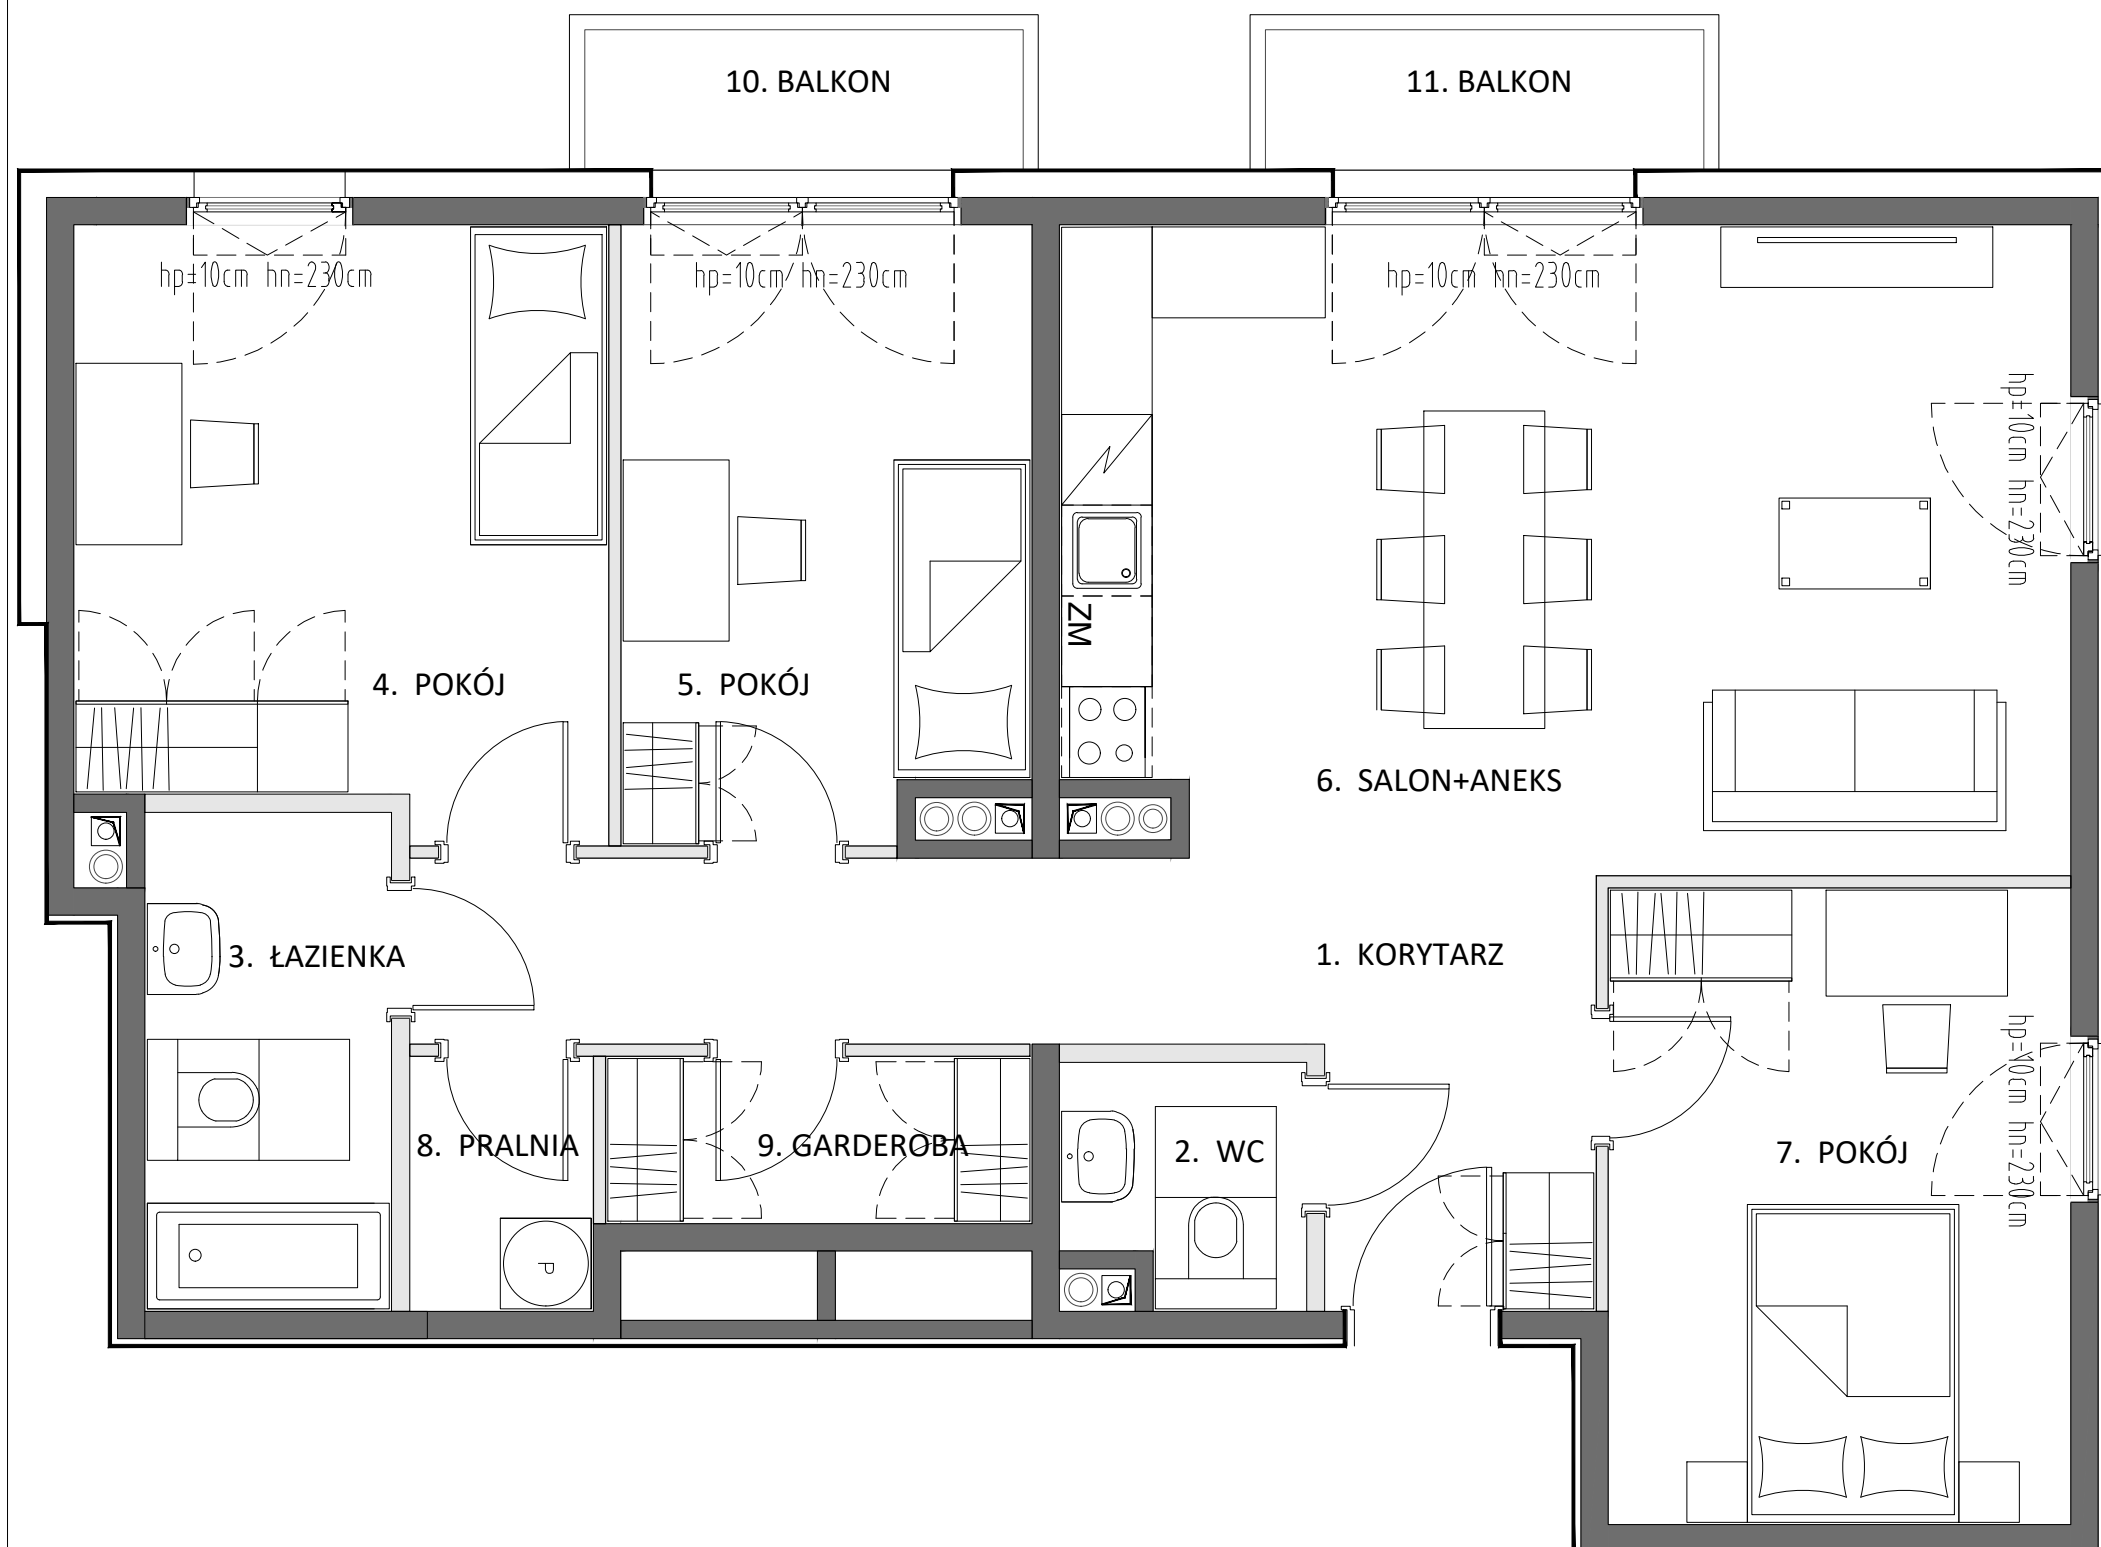 10. BALKON
11. BALKON
hp=10cm hn=230cm
hp=10cm hn=230cm
hp=10cm hn=230cm
hp=10cm hn=230cm
ZM
4. POKÓJ
5. POKÓJ
6. SALON+ANEKS
3. ŁAZIENKA
1. KORYTARZ
hp=10cm hn=230cm
8. PRALNIA
9. GARDEROBA
2. WC
7. POKÓJ
P